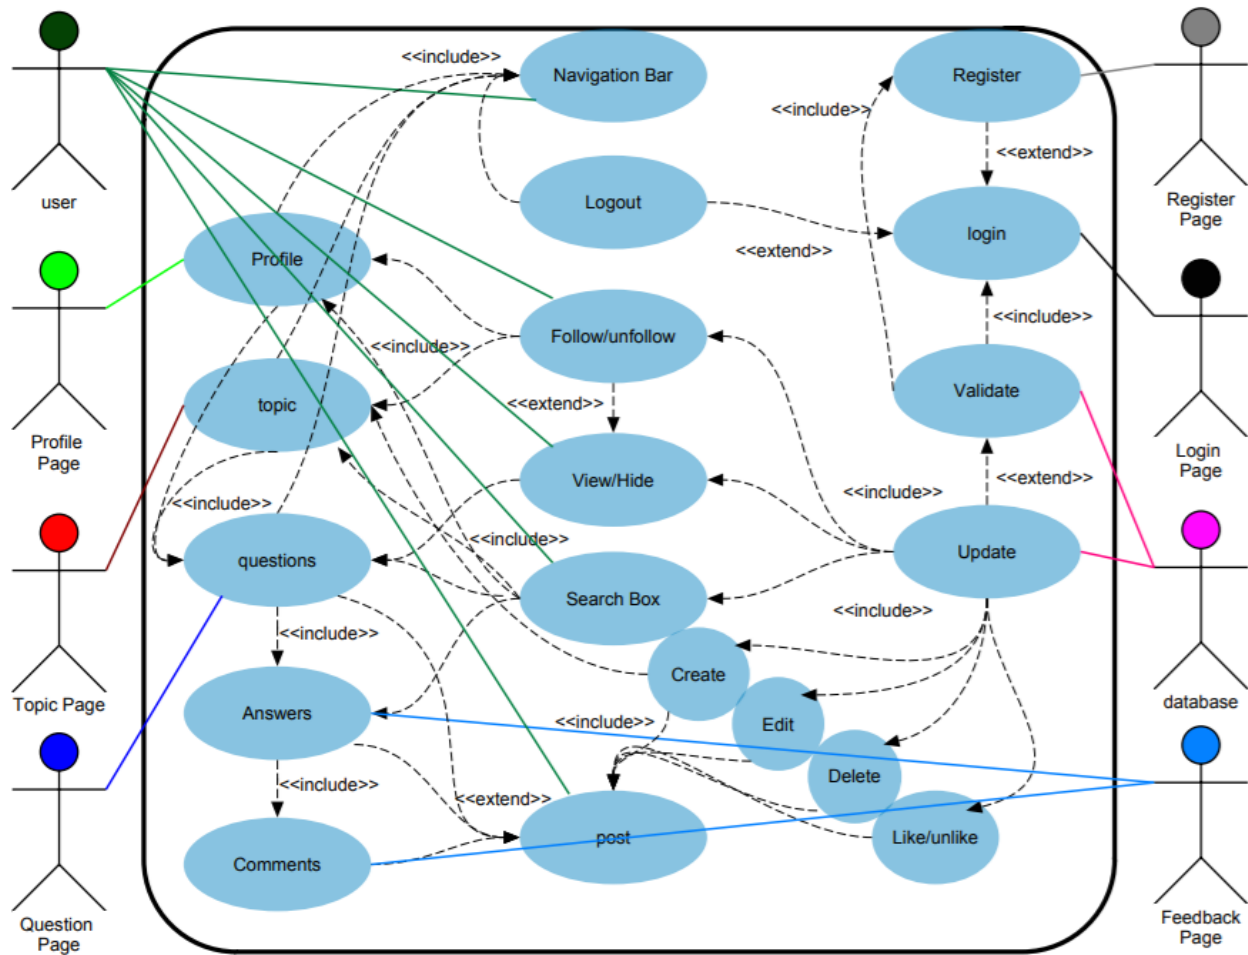 <<include>>
Navigation Bar
Register
<<include>>
<<extend>>
user
Logout
Register
Page
<<extend>>
login
Profile
<<include>>
Follow/unfollow
<<include>>
Profile
Page
topic
<<extend>>
Validate
Login
Page
<<include>>
View/Hide
<<extend>>
<<include>>
<<include>>
questions
Update
Search Box
<<include>>
<<include>>
Topic Page
Create
database
Answers
<<include>>
Edit
Delete
<<include>>
<<extend>>
post
Like/unlike
Comments
Question
Page
Feedback
Page